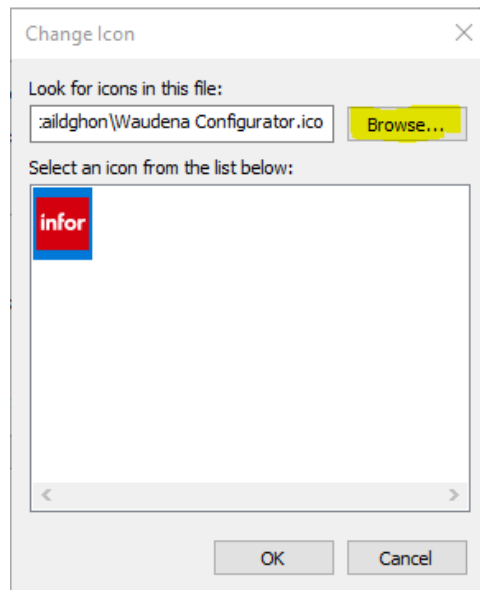 Change Icon
Look for icons in this file:
:aildghon\Waudena Configurator.ico
Browse...
Select an icon from the list below:
infor
OK
Cancel